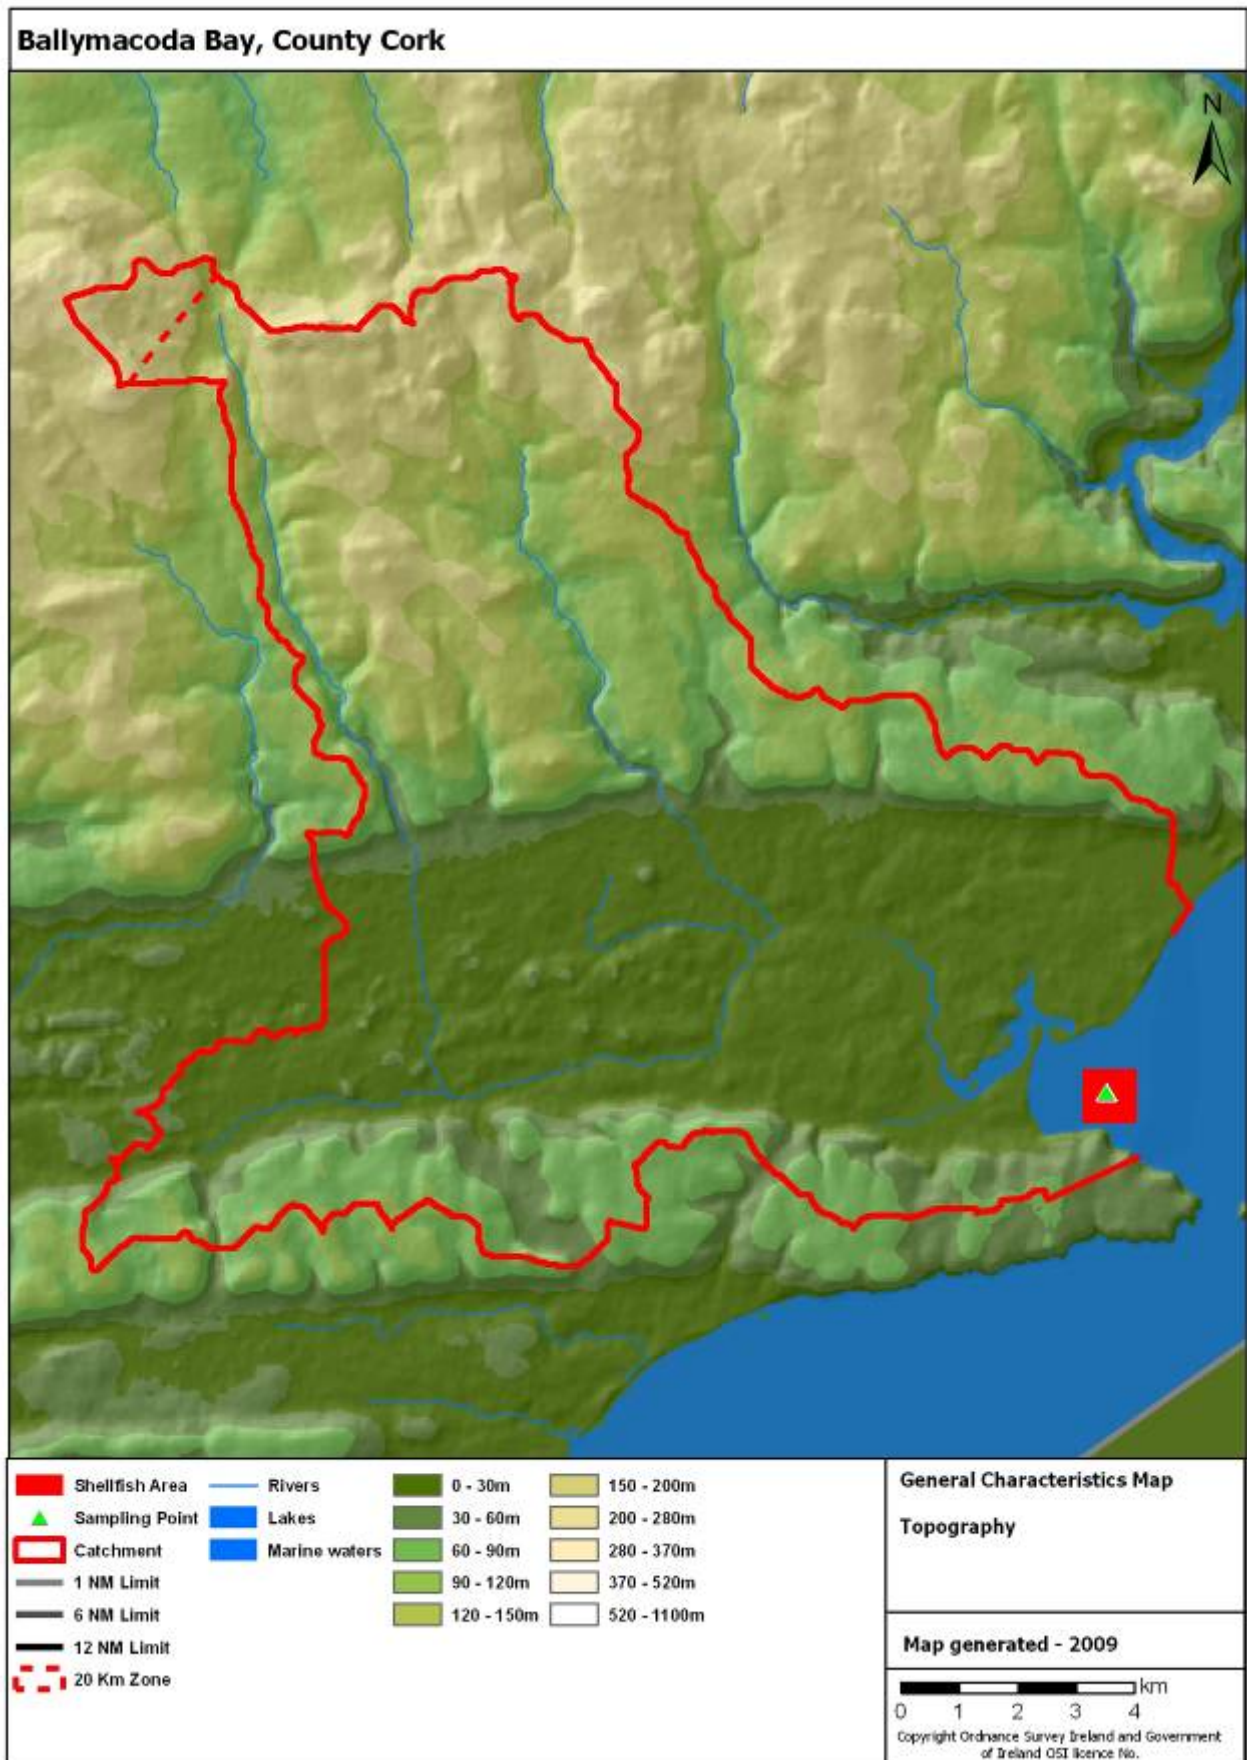 Ballymacoda Bay, County Cork
N
Shellfish Area
Sampling Point
Catchment
1 NM Limit
6 NM Limit
12 NM Limit
20 Km Zone
Rivers
Lakes
Marine waters
0 - 30m
30 - 60m
60 - 90m
90 - 120m
120 - 150m
150 - 200m
200 - 280m
280 - 370m
370 - 520m
520 - 1100m
General Characteristics Map
Topography
Map generated - 2009
km
0 1 2 3 4
Copyright Ordnance Survey Ireland and Government
of Ireland OSI licence No.